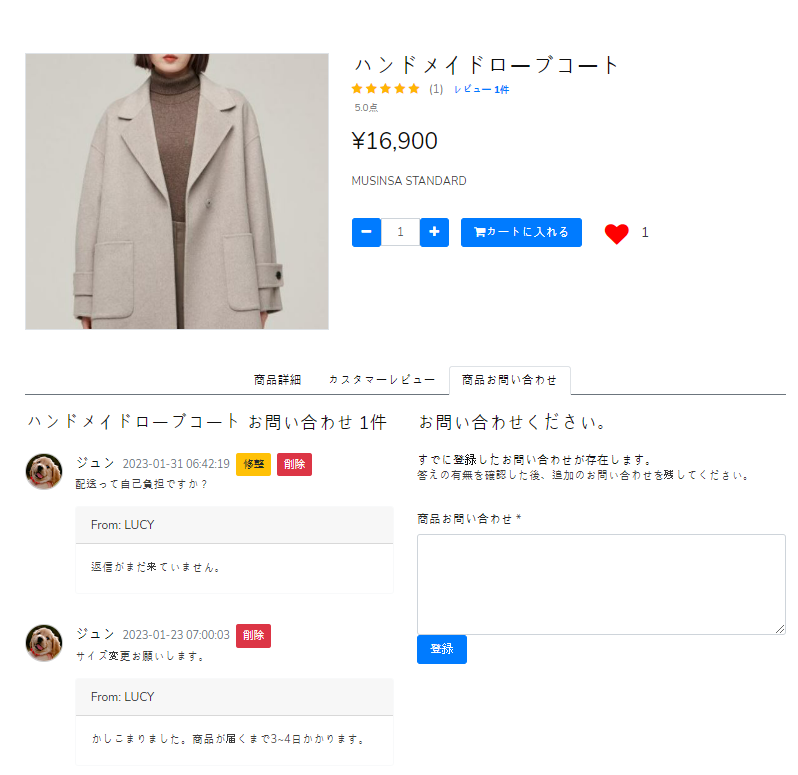 ハンドメイドローブコート
(1) レビュー 1件
5.0点
¥16,900
MUSINSA STANDARD
1 カートに入れる 1
商品詳細 カスタマーレビュー 商品お問い合わせ
ハンドメイドローブコート お問い合わせ 1件
ジュン 2023-01-31 06:42:19 修整 削除
配送って自己負担ですか？
From: LUCY
返信がまだ来ていません。
ジュン 2023-01-23 07:00:03 削除
サイズ変更お願いします。
From: LUCY
かしこまりました。商品が届くまで3~4日かかります。
お問い合わせください。
すでに登録したお問い合わせが存在します。
答えの有無を確認した後、追加のお問い合わせを残してください。
商品お問い合わせ *
登録